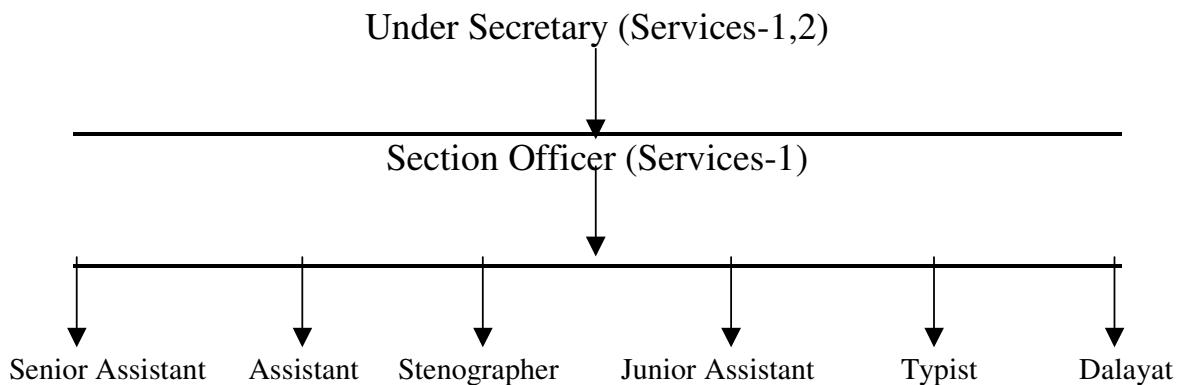 Under Secretary (Services-1,2)
Section Officer (Services-1)
Senior Assistant Assistant Stenographer Junior Assistant Typist Dalayat